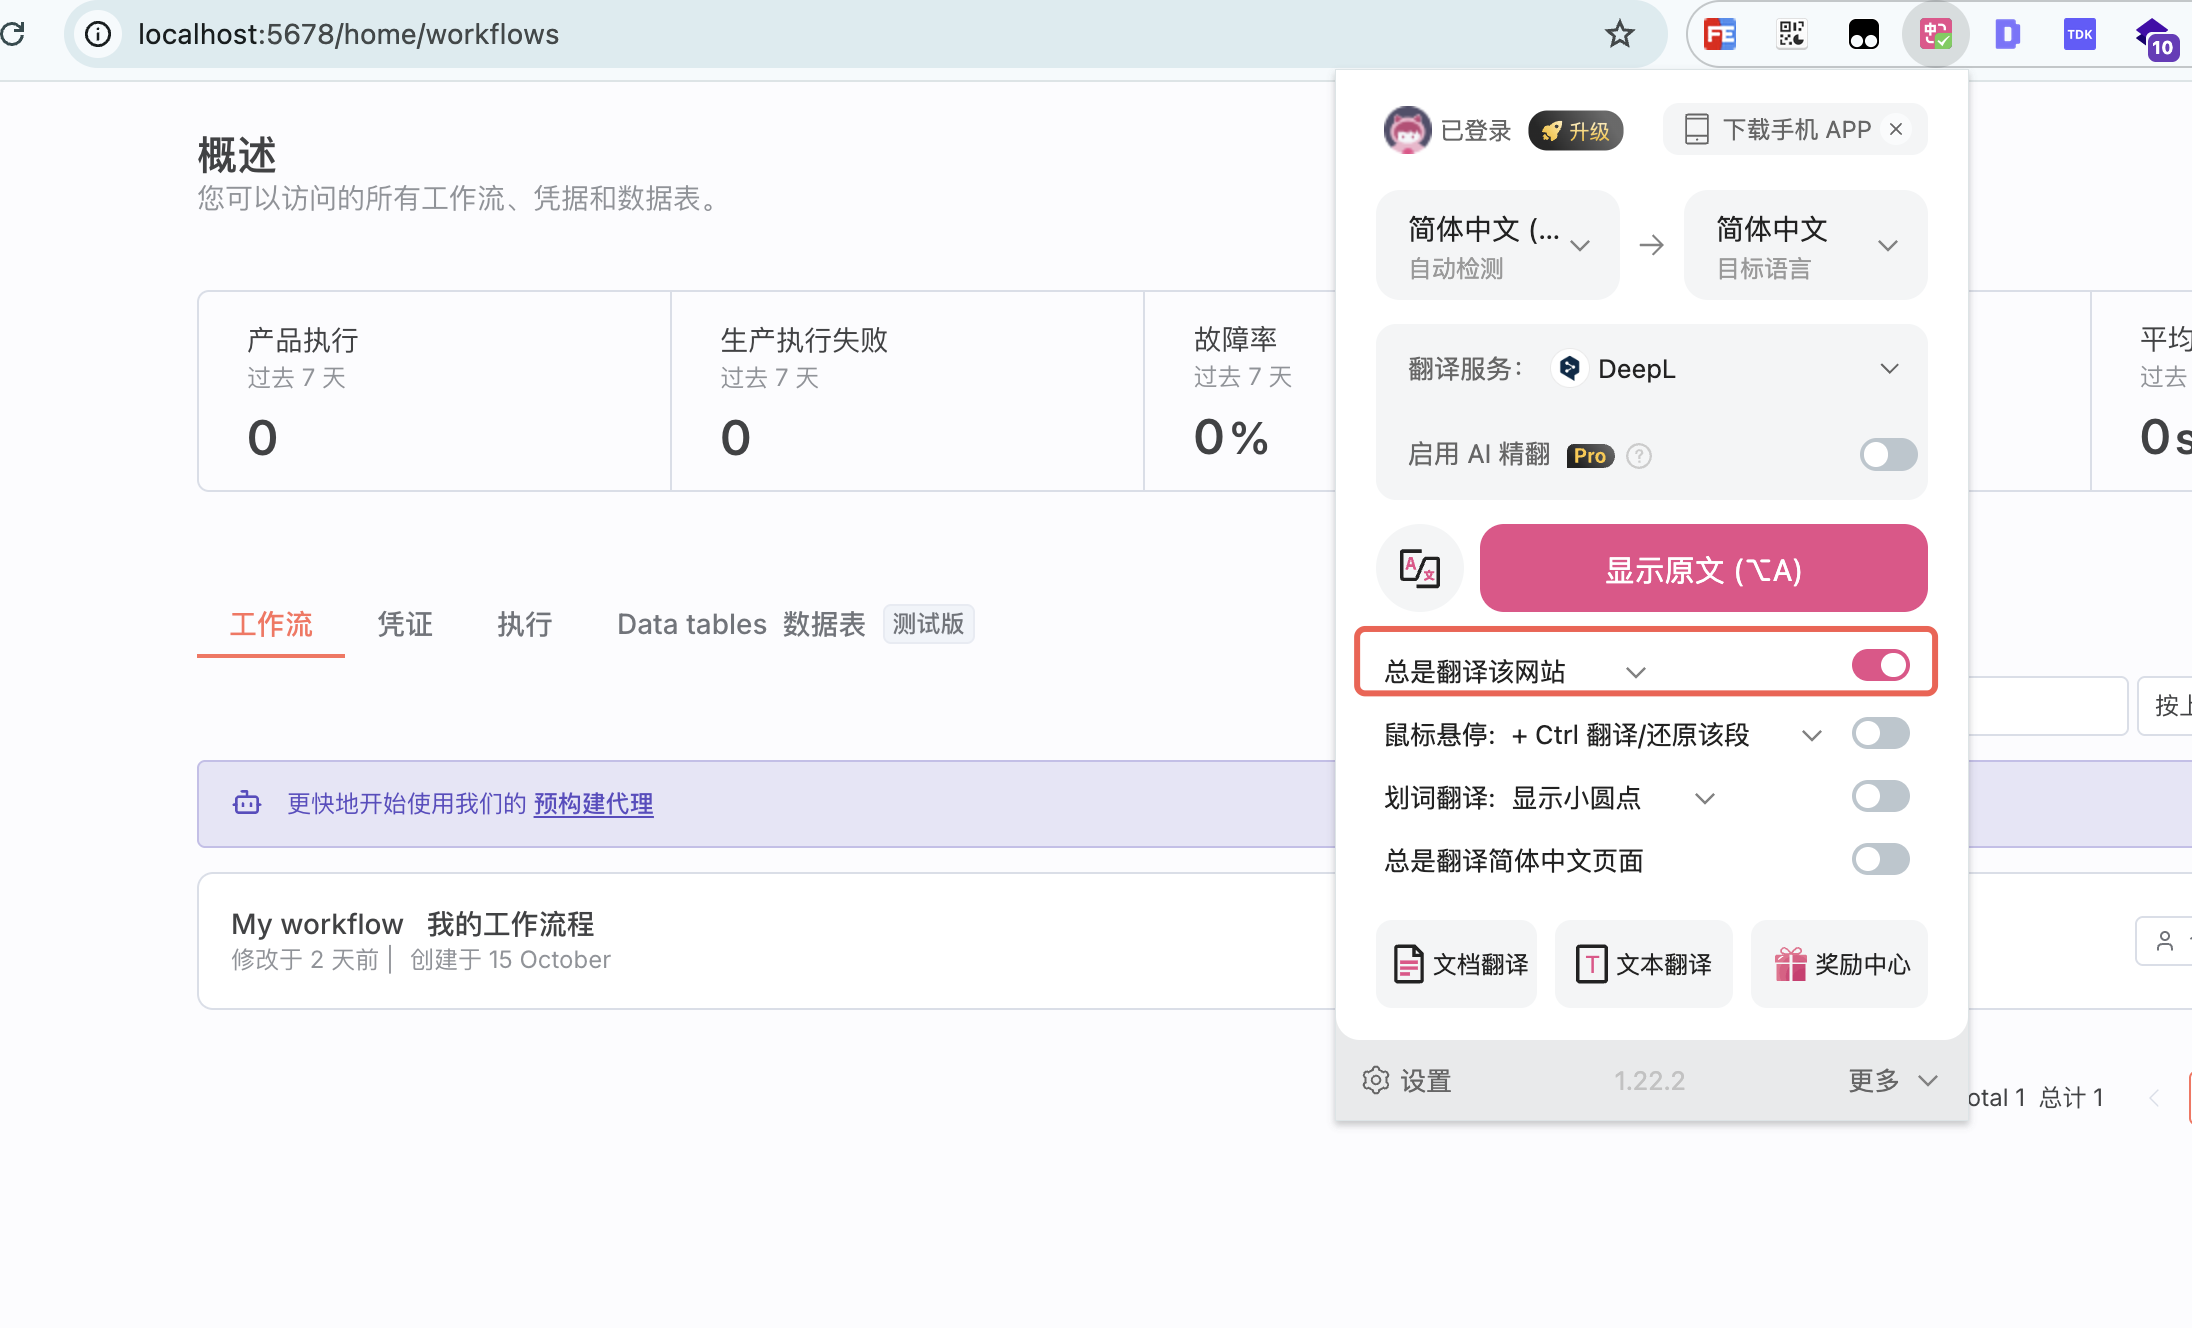 localhost:5678/home/workflows
FE
TDK
10
概述
您可以访问的所有工作流、凭据和数据表。
产品执行
过去 7 天
0
生产执行失败
过去 7 天
0
故障率
过去 7 天
0%
平均
过去
0s
工作流
凭证
执行
Data tables 数据表 测试版
按上
更快地开始使用我们的 预构建代理
My workflow 我的工作流程
修改于 2 天前 | 创建于 15 October
otal 1 总计 1
已登录
升级
下载手机 APP
简体中文 (...
自动检测
简体中文
目标语言
翻译服务: DeepL
启用 AI 精翻 Pro ?
显示原文 (⌥A)
总是翻译该网站
鼠标悬停: + Ctrl 翻译/还原该段
划词翻译: 显示小圆点
总是翻译简体中文页面
文档翻译
文本翻译
奖励中心
设置
1.22.2
更多